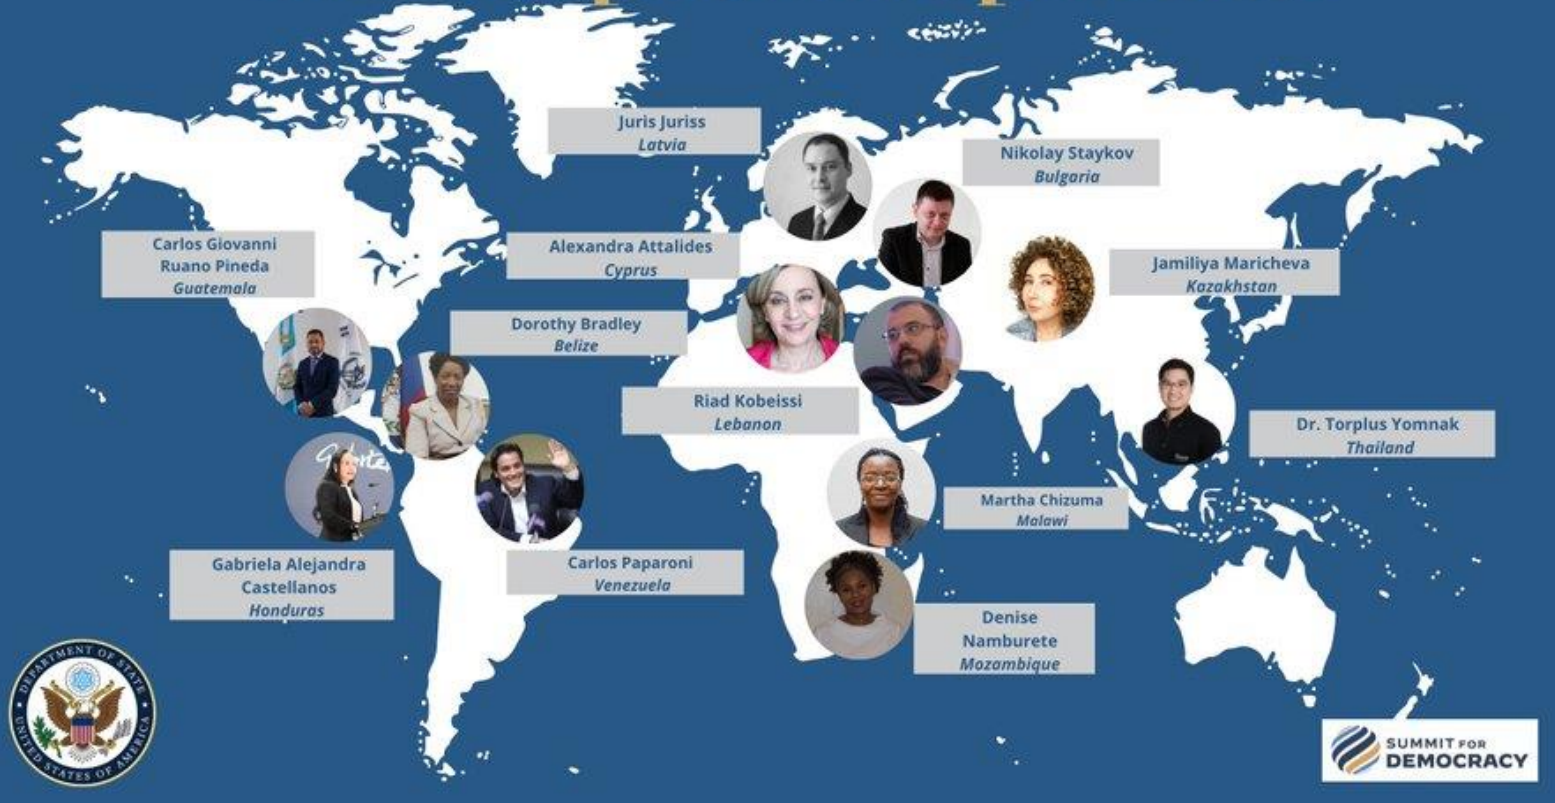 Juris Juriss
Latvia
Nikolay Staykov
Bulgaria
Carlos Giovanni
Ruano Pineda
Guatemala
Alexandra Attalides
Cyprus
Jamiliya Maricheva
Kazakhstan
Dorothy Bradley
Belize
Riad Kobeissi
Lebanon
Dr. Torplus Yomnak
Thailand
Martha Chizuma
Malawi
Gabriela Alejandra
Castellanos
Honduras
Carlos Paparoni
Venezuela
Denise
Namburete
Mozambique
DEPARTMENT OF STATE
UNITED STATES OF AMERICA
SUMMIT FOR
DEMOCRACY